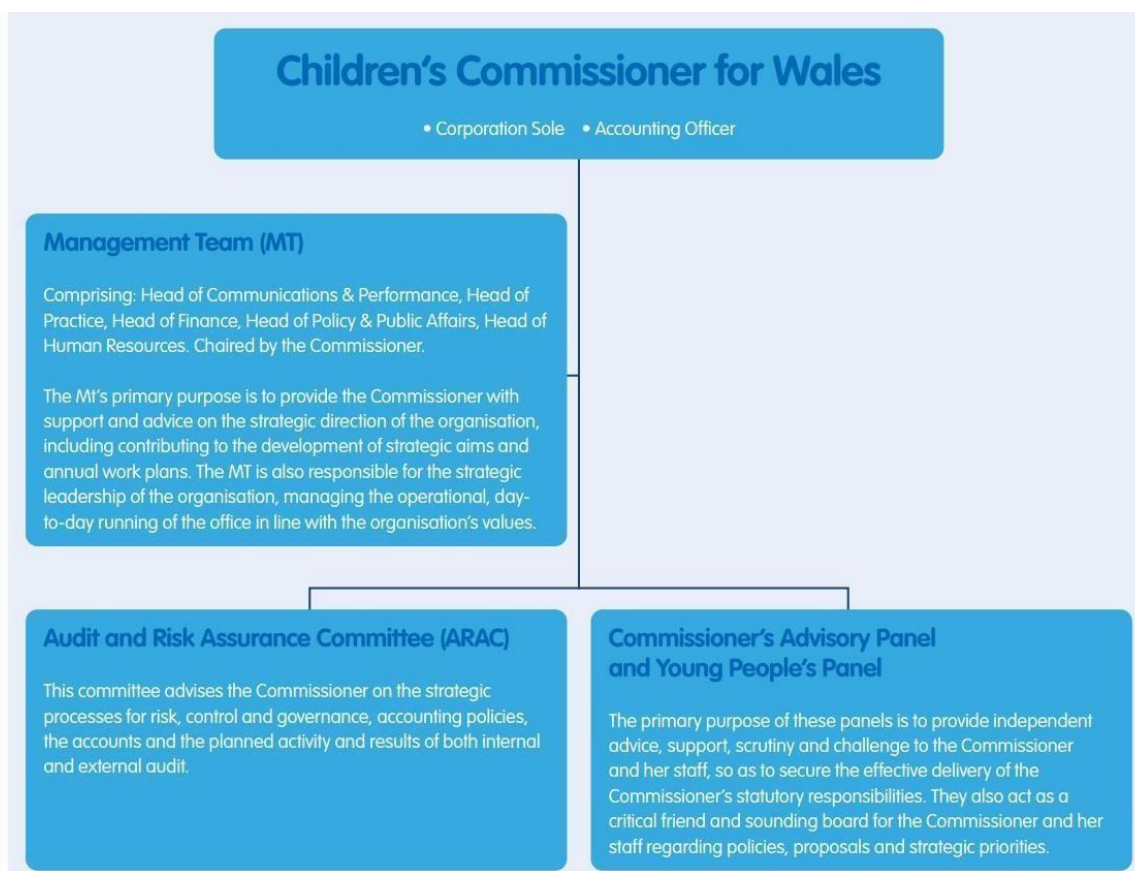 Children's Commissioner for Wales
• Corporation Sole • Accounting Officer
Management Team (MT)
Comprising: Head of Communications & Performance, Head of
Practice, Head of Finance, Head of Policy & Public Affairs, Head of
Human Resources. Chaired by the Commissioner.
The Mt's primary purpose is to provide the Commissioner with
support and advice on the strategic direction of the organisation,
including contributing to the development of strategic aims and
annual work plans. The MT is also responsible for the strategic
leadership of the organisation, managing the operational, day-
to-day running of the office in line with the organisation's values.
Audit and Risk Assurance Committee (ARAC)
This committee advises the Commissioner on the strategic
processes for risk, control and governance, accounting policies,
the accounts and the planned activity and results of both internal
and external audit.
Commissioner's Advisory Panel
and Young People's Panel
The primary purpose of these panels is to provide independent
advice, support, scrutiny and challenge to the Commissioner
and her staff, so as to secure the effective delivery of the
Commissioner's statutory responsibilities. They also act as a
critical friend and sounding board for the Commissioner and her
staff regarding policies, proposals and strategic priorities.